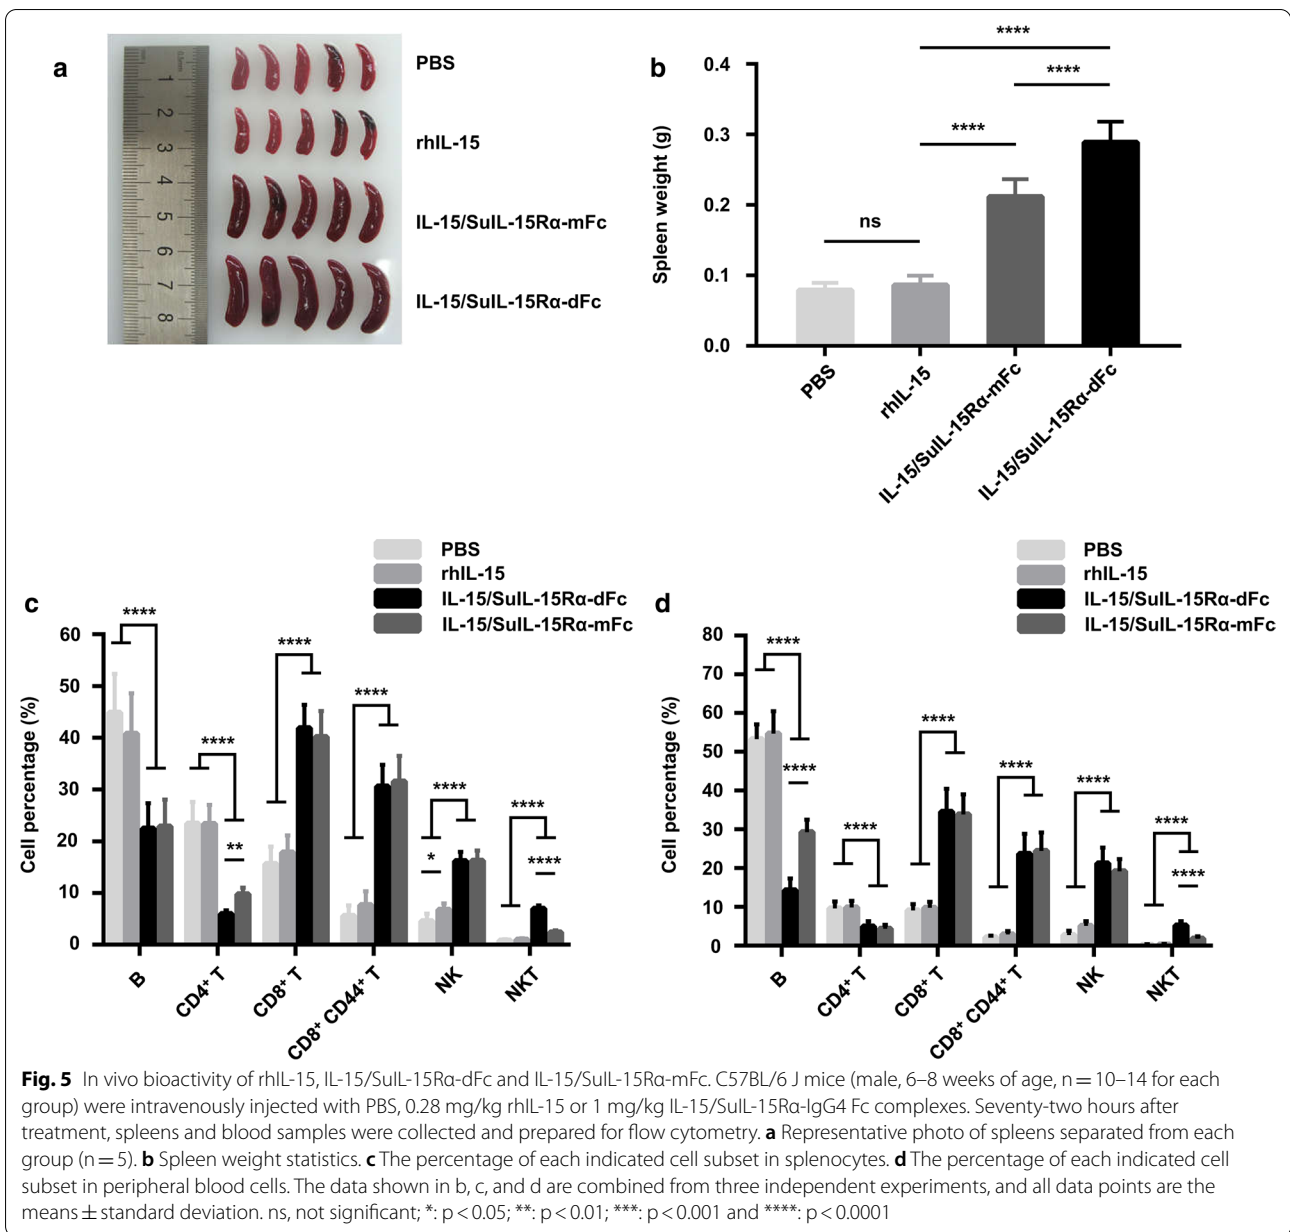 a
1
2
3
4
5
6
7
8
PBS
rhIL-15
IL-15/SuIL-15Rα-mFc
IL-15/SuIL-15Rα-dFc
b
Spleen weight (g)
0.4
0.3
0.2
0.1
0.0
ns
****
****
****
PBS
rhIL-15
IL-15/SuIL-15Rα-mFc
IL-15/SuIL-15Rα-dFc
c
PBS
rhIL-15
IL-15/SuIL-15Rα-dFc
IL-15/SuIL-15Rα-mFc
Cell percentage (%)
60
50
40
30
20
10
0
****
****
**
****
****
****
*
****
****
B
CD4⁺ T
CD8⁺ T
CD8⁺ CD44⁺ T
NK
NKT
d
PBS
rhIL-15
IL-15/SuIL-15Rα-dFc
IL-15/SuIL-15Rα-mFc
Cell percentage (%)
80
70
60
50
40
30
20
10
0
****
****
****
****
****
****
****
****
B
CD4⁺ T
CD8⁺ T
CD8⁺ CD44⁺ T
NK
NKT
Fig. 5 In vivo bioactivity of rhIL-15, IL-15/SuIL-15Rα-dFc and IL-15/SuIL-15Rα-mFc. C57BL/6 J mice (male, 6–8 weeks of age, n = 10–14 for each
group) were intravenously injected with PBS, 0.28 mg/kg rhIL-15 or 1 mg/kg IL-15/SuIL-15Rα-IgG4 Fc complexes. Seventy-two hours after
treatment, spleens and blood samples were collected and prepared for flow cytometry. a Representative photo of spleens separated from each
group (n = 5). b Spleen weight statistics. c The percentage of each indicated cell subset in splenocytes. d The percentage of each indicated cell
subset in peripheral blood cells. The data shown in b, c, and d are combined from three independent experiments, and all data points are the
means ± standard deviation. ns, not significant; *: p < 0.05; **: p < 0.01; ***: p < 0.001 and ****: p < 0.0001